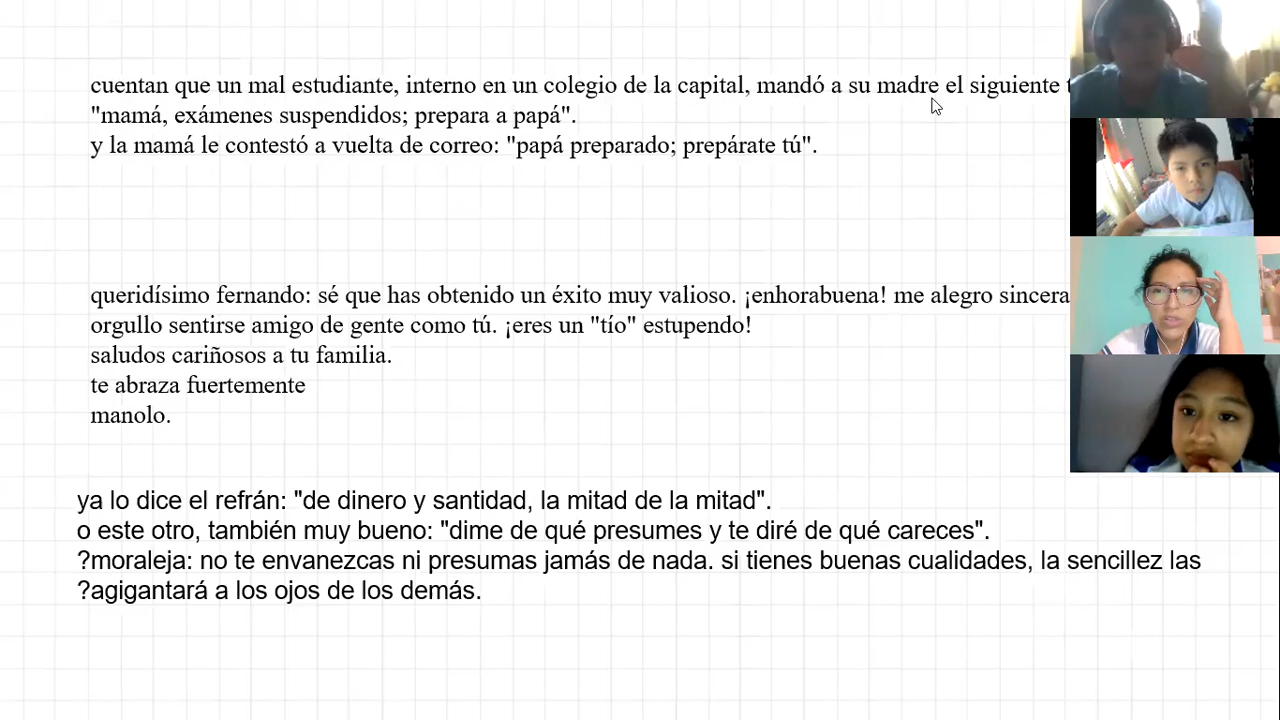 cuentan que un mal estudiante, interno en un colegio de la capital, mandó a su madre el siguiente
"mamá, exámenes suspendidos; prepara a papá".
y la mamá le contestó a vuelta de correo: "papá preparado; prepárate tú".
queridísimo fernando: sé que has obtenido un éxito muy valioso. ¡enhorabuena! me alegro
orgullo sentirse amigo de gente como tú. ¡eres un "tío" estupendo!
saludos cariñosos a tu familia.
te abraza fuertemente
manolo.
ya lo dice el refrán: "de dinero y santidad, la mitad de la mitad".
o este otro, también muy bueno: "dime de qué presumes y te diré de qué careces".
?moraleja: no te envanezcas ni presumas jamás de nada. si tienes buenas cualidades, la sencillez las
?agigantará a los ojos de los demás.